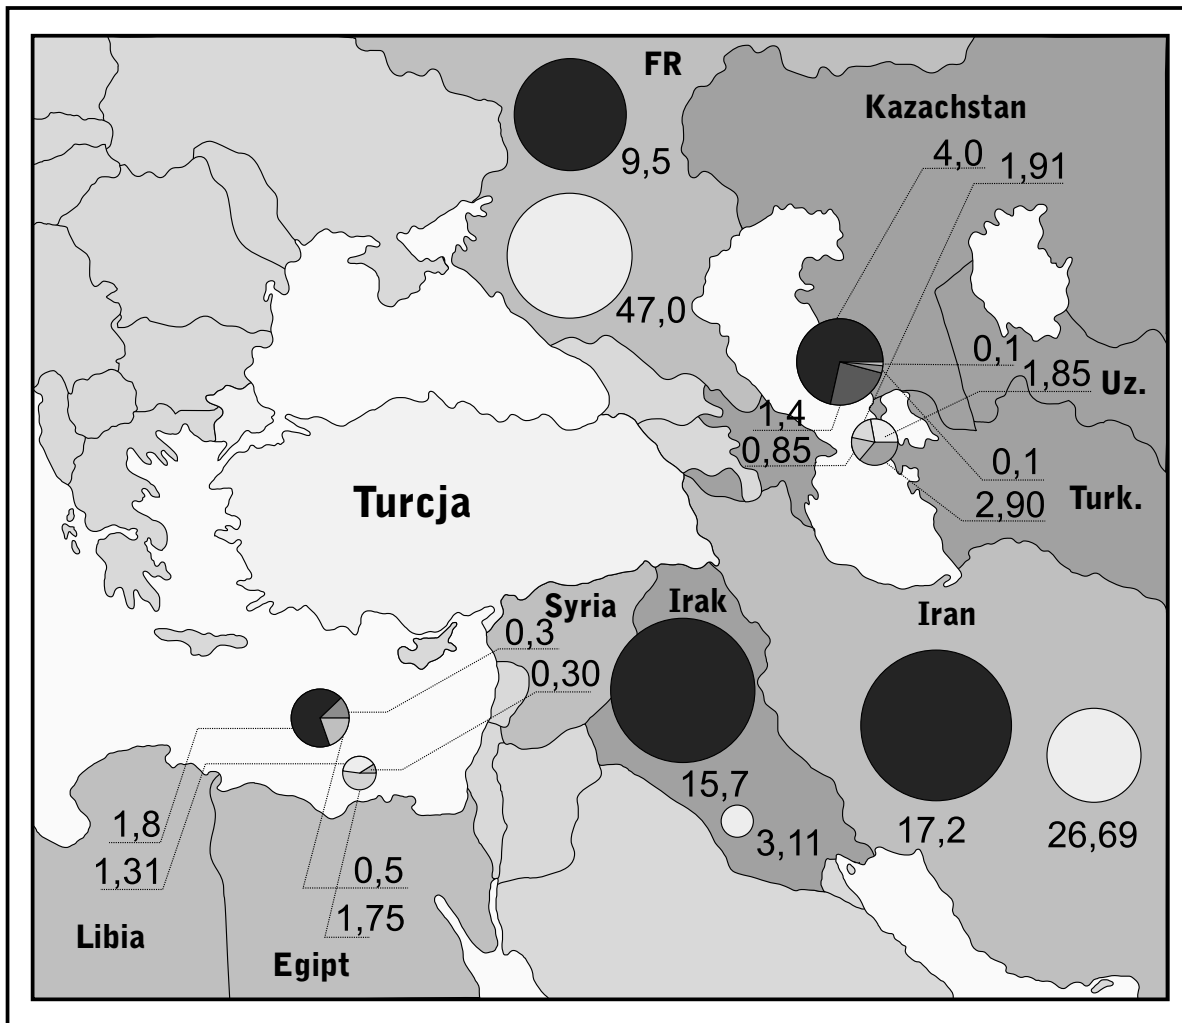 FR
9,5
47,0
Kazachstan
4,0
1,91
0,1
1,85
Uz.
1,4
0,85
0,1
2,90
Turk.
Turcja
Syria
Irak
Iran
0,3
0,30
15,7
3,11
17,2
26,69
1,8
1,31
0,5
1,75
Libia
Egipt